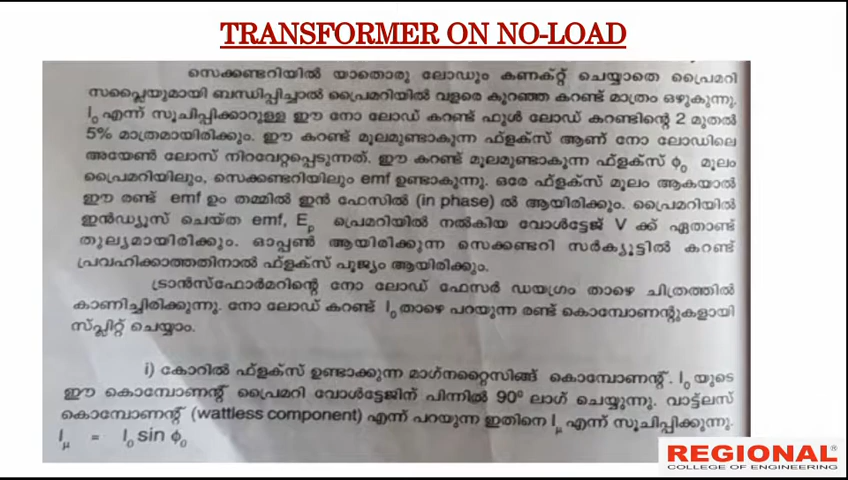 TRANSFORMER ON NO-LOAD
സെക്കണ്ടറിയിൽ യാതൊരു ലോഡും കണക്റ്റ് ചെയ്യാതെ പ്രൈമറി
സപ്ലൈയുമായി ബന്ധിപ്പിച്ചാൽ പ്രൈമറിയിൽ വളരെ കുറഞ്ഞ കറണ്ട് മാത്രം ഒഴുകുന്നു.
I₀ എന്ന് സൂചിപ്പിക്കാറുള്ള ഈ നോ ലോഡ് കറണ്ട് ഫുൾ ലോഡ് കറണ്ടിന്റെ 2 മുതൽ
5% മാത്രമായിരിക്കും. ഈ കറണ്ട് മൂലമുണ്ടാകുന്ന ഫ്ളക്സ് ആണ് നോ ലോഡിലെ
അയേൺ ലോസ് നിറവേറ്റപ്പെടുന്നത്. ഈ കറണ്ട് മൂലമുണ്ടാകുന്ന ഫ്ളക്സ് ϕ₀ മൂലം
പ്രൈമറിയിലും, സെക്കണ്ടറിയിലും emf ഉണ്ടാകുന്നു. ഒരേ ഫ്ളക്സ് മൂലം ആകയാൽ
ഈ രണ്ട് emf ഉം തമ്മിൽ ഇൻ ഫേസിൽ (in phase) ൽ ആയിരിക്കും. പ്രൈമറിയിൽ
ഇൻഡ്യൂസ് ചെയ്ത emf, Eₚ പ്രൈമറിയിൽ നൽകിയ വോൾട്ടേജ് V ക്ക് ഏതാണ്ട്
തുല്യമായിരിക്കും. ഓപ്പൺ ആയിരിക്കുന്ന സെക്കണ്ടറി സർക്യൂട്ടിൽ കറണ്ട്
പ്രവഹിക്കാത്തതിനാൽ ഫ്ളക്സ് പൂജ്യം ആയിരിക്കും.
ട്രാൻസ്ഫോർമറിന്റെ നോ ലോഡ് ഫേസർ ഡയഗ്രം താഴെ ചിത്രത്തിൽ
കാണിച്ചിരിക്കുന്നു. നോ ലോഡ് കറണ്ട് I₀ താഴെ പറയുന്ന രണ്ട് കൊമ്പോണന്റുകളായി
സ്പ്ലിറ്റ് ചെയ്യാം.
i) കോറിൽ ഫ്ളക്സ് ഉണ്ടാക്കുന്ന മാഗ്നറ്റൈസിങ്ങ് കൊമ്പോണന്റ്. I₀ യുടെ
ഈ കൊമ്പോണന്റ് പ്രൈമറി വോൾട്ടേജിന് പിന്നിൽ 90° ലാഗ് ചെയ്യുന്നു. വാട്ട്ലസ്
കൊമ്പോണന്റ് (wattless component) എന്ന് പറയുന്ന ഇതിനെ Iμ എന്ന് സൂചിപ്പിക്കുന്നു.
Iμ = I₀ sin ϕ₀
REGIONAL
COLLEGE OF ENGINEERING